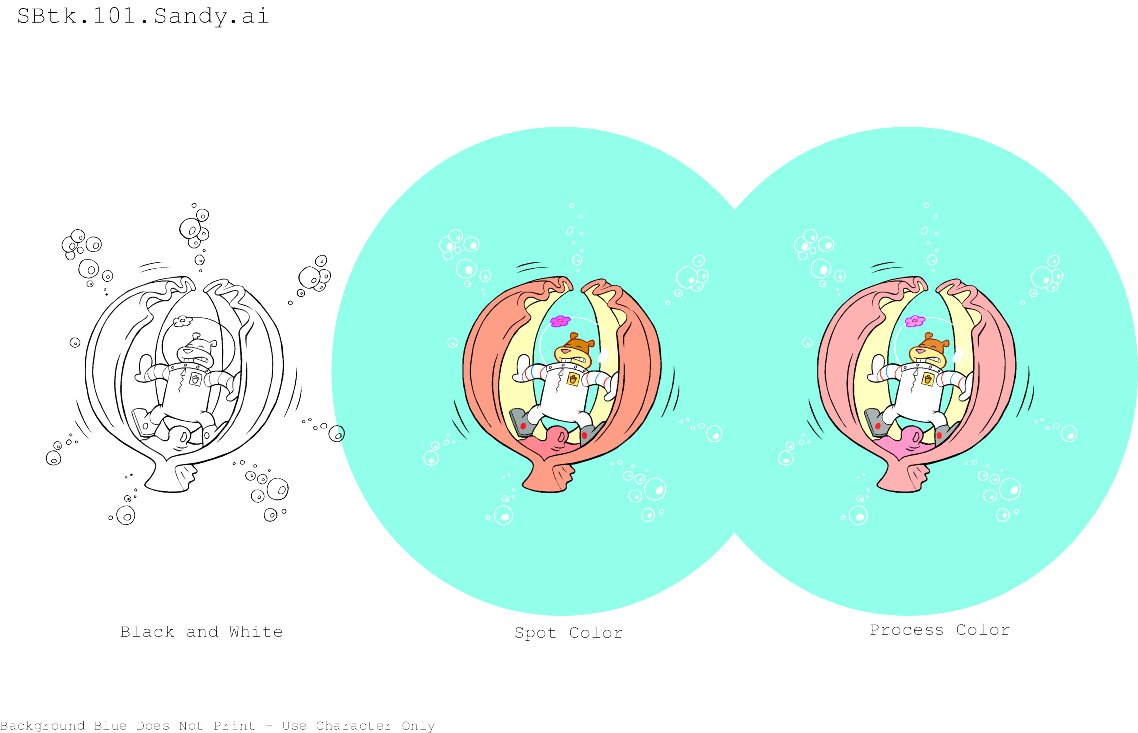 SBtk.101.Sandy.ai
Black and White
Spot Color
Process Color
Background Blue Does Not Print - Use Character Only